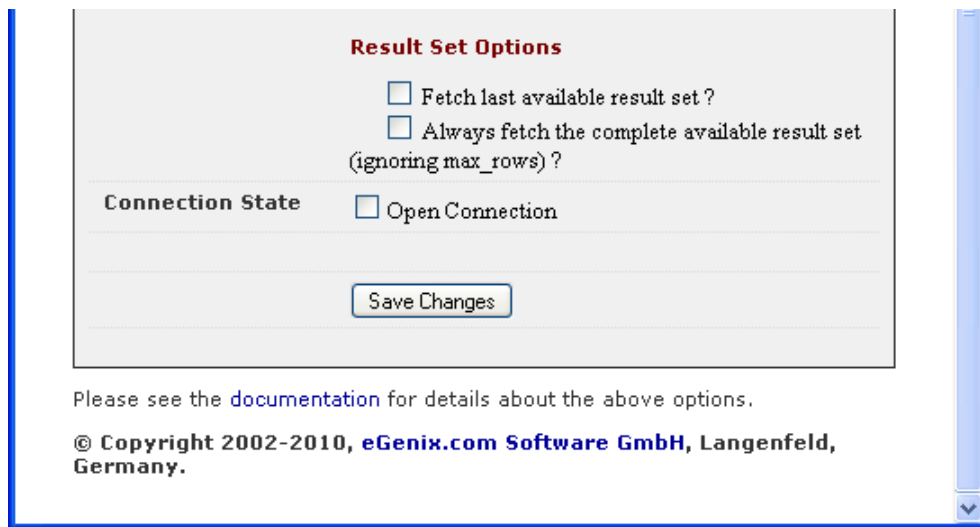 Result Set Options
Fetch last available result set ?
Always fetch the complete available result set
(ignoring max_rows) ?
Connection State
Open Connection
Save Changes
Please see the documentation for details about the above options.
© Copyright 2002-2010, eGenix.com Software GmbH, Langenfeld,
Germany.